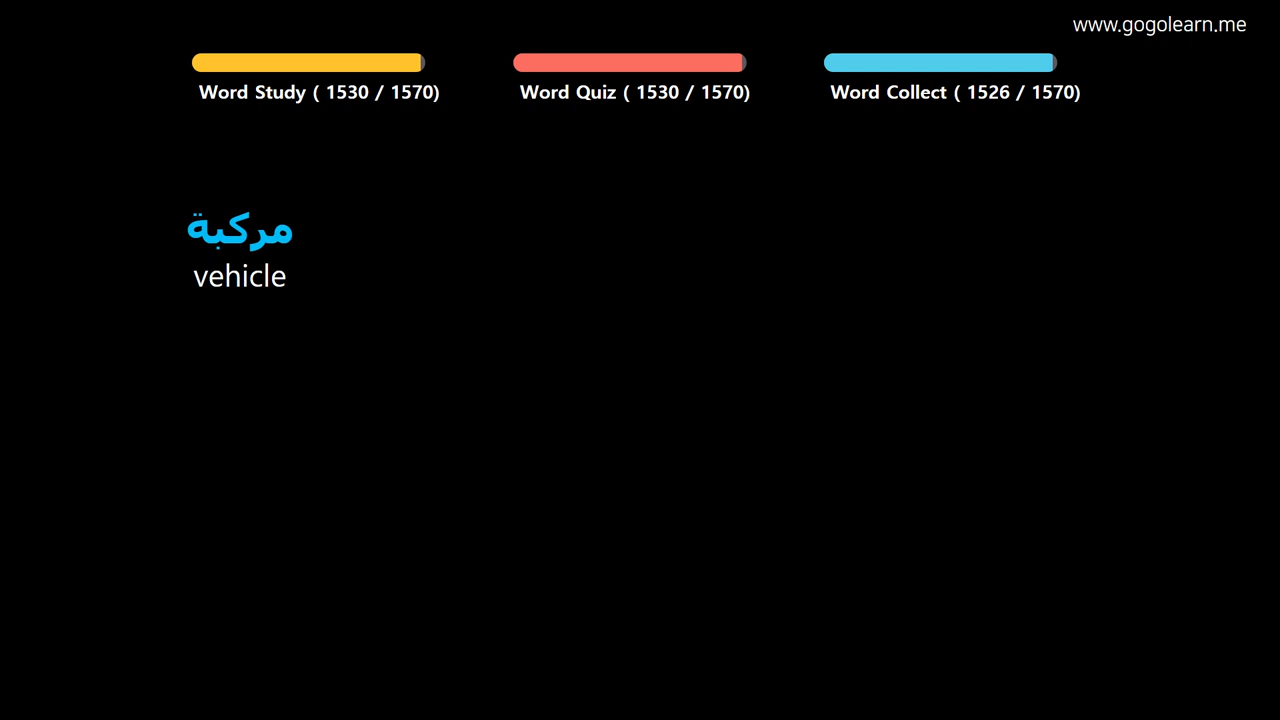 www.gogolearn.me
Word Study ( 1530 / 1570)
Word Quiz ( 1530 / 1570)
Word Collect ( 1526 / 1570)
مركبة
vehicle